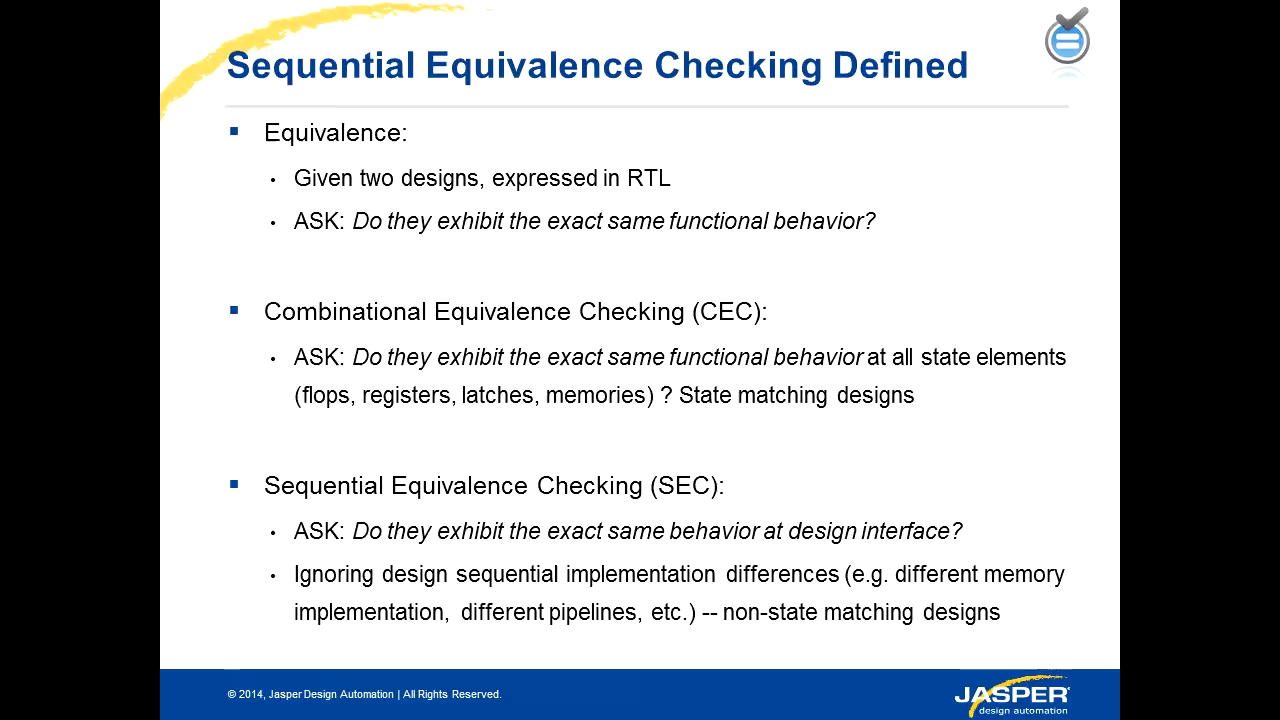 Sequential Equivalence Checking Defined
Equivalence:
Given two designs, expressed in RTL
ASK: Do they exhibit the exact same functional behavior?
Combinational Equivalence Checking (CEC):
ASK: Do they exhibit the exact same functional behavior at all state elements
(flops, registers, latches, memories) ? State matching designs
Sequential Equivalence Checking (SEC):
ASK: Do they exhibit the exact same behavior at design interface?
Ignoring design sequential implementation differences (e.g. different memory
implementation, different pipelines, etc.) -- non-state matching designs
© 2014, Jasper Design Automation | All Rights Reserved.
JASPER
design automation